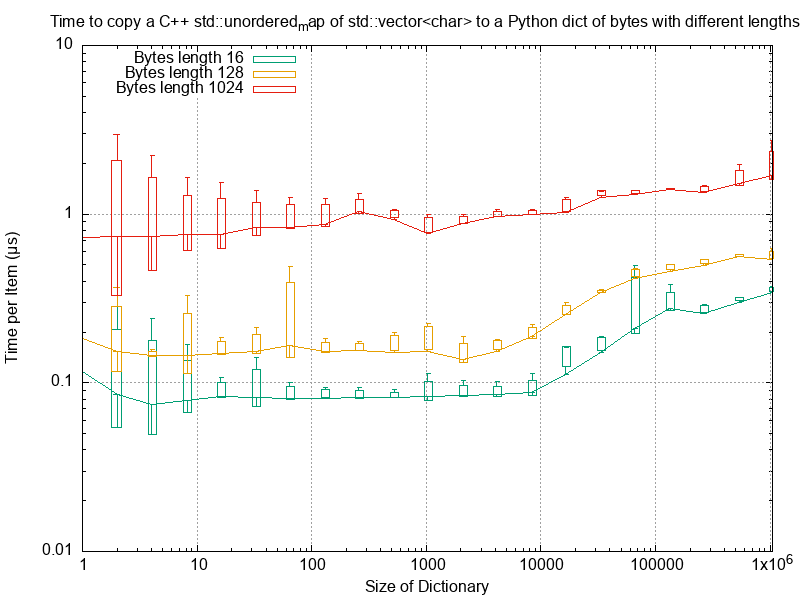 Time to copy a C++ std::unordered_map of std::vector<char> to a Python dict of bytes with different lengths
10
Bytes length 16
Bytes length 128
Bytes length 1024
1
0.1
0.01
Time per Item (µs)
1 10 100 1000 10000 100000 1x10^6
Size of Dictionary